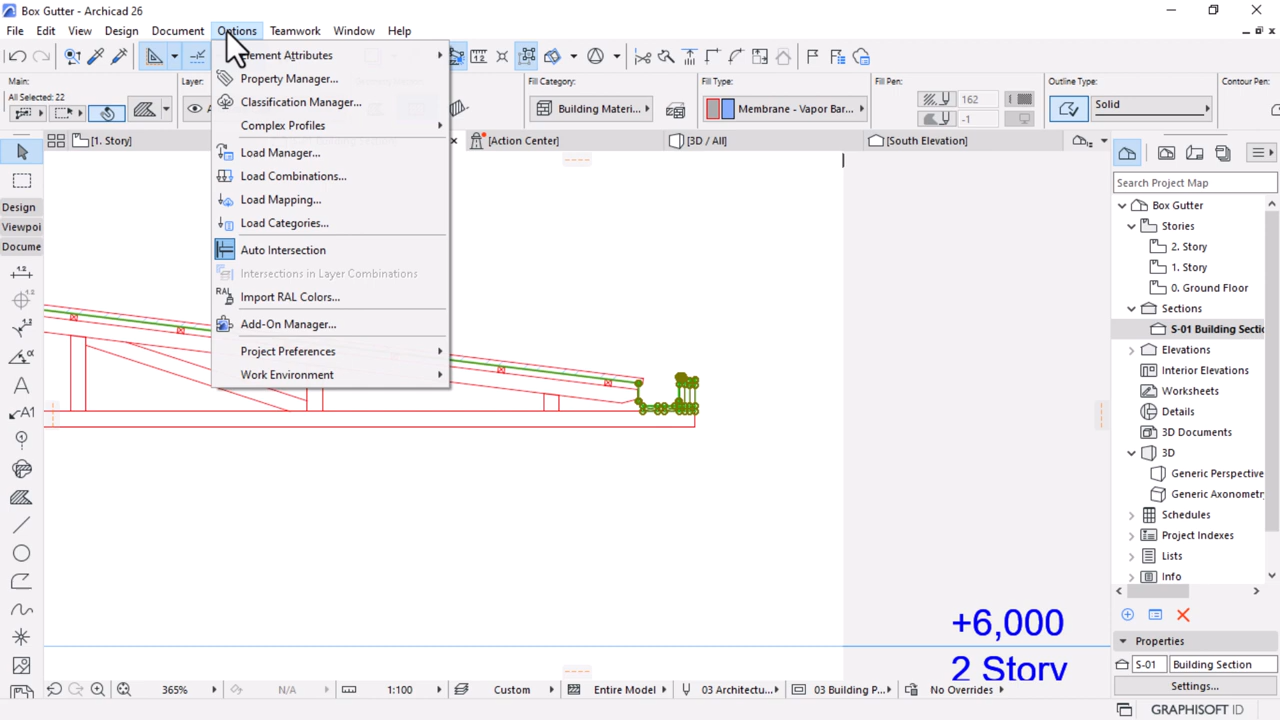 Box Gutter - Archicad 26
File Edit View Design Document Options Teamwork Window Help
Main:
All Selected: 22
Layer:
Fill Category:
Building Materi...
Fill Type:
Membrane - Vapor Bar...
Fill Pen:
162
-1
Outline Type:
Solid
Contour Pen:
[1. Story]
[Action Center]
[3D / All]
[South Elevation]
Property Manager...
Classification Manager...
Complex Profiles
Load Manager...
Load Combinations...
Load Mapping...
Load Categories...
Auto Intersection
Intersections in Layer Combinations
RAL Import RAL Colors...
Add-On Manager...
Project Preferences
Work Environment
Design
Viewpoi
Docume
1.2
A
A1
Search Project Map
Box Gutter
Stories
2. Story
1. Story
0. Ground Floor
Sections
S-01 Building Sectio
Elevations
Interior Elevations
Worksheets
Details
3D Documents
3D
Generic Perspective
Generic Axonometr
Schedules
Project Indexes
Lists
Info
Properties
S-01 Building Section
Settings...
+6,000
2 Story
365% N/A 1:100 Custom Entire Model 03 Architectu... 03 Building P... No Overrides
GRAPHISOFT ID